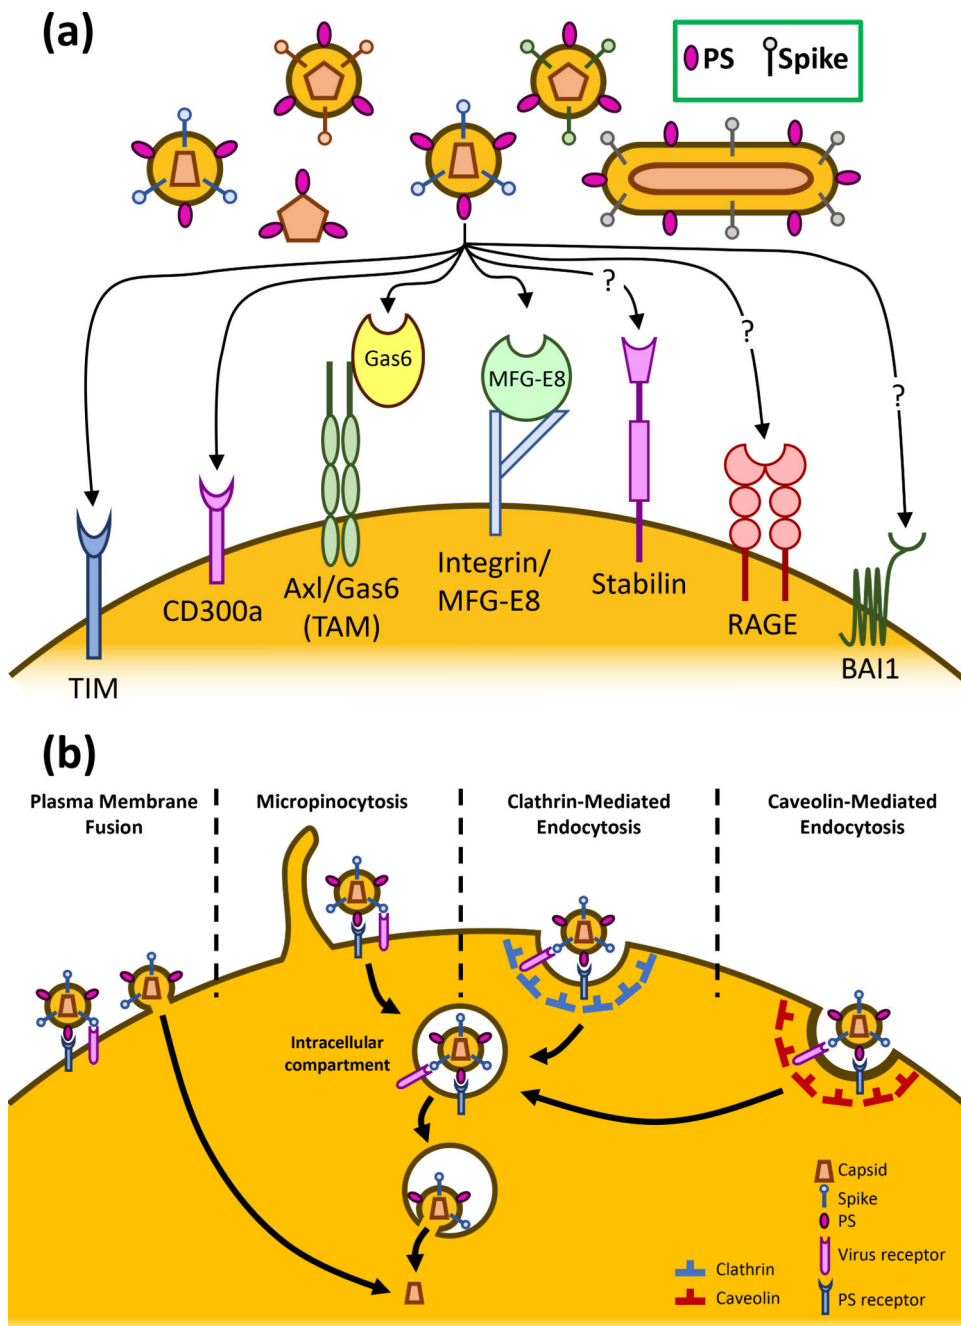 (a)
PS
Spike
?
?
?
Gas6
MFG-E8
TIM
CD300a
Axl/Gas6
(TAM)
Integrin/
MFG-E8
Stabilin
RAGE
BAI1
(b)
Plasma Membrane
Fusion
Micropinocytosis
Clathrin-Mediated
Endocytosis
Caveolin-Mediated
Endocytosis
Intracellular
compartment
Capsid
Spike
PS
Virus receptor
PS receptor
Clathrin
Caveolin